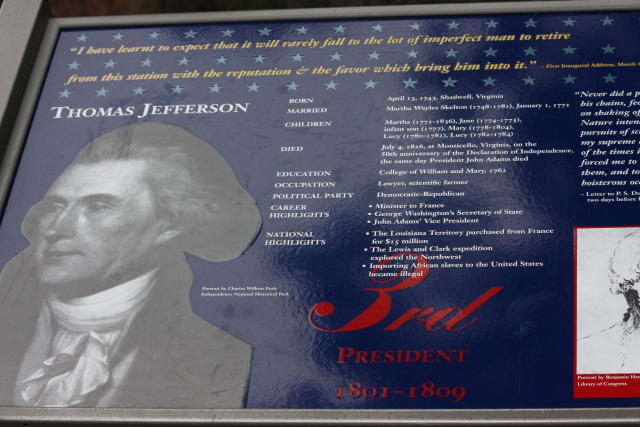 "I have learnt to expect that it will rarely fall to the lot of imperfect man to retire
from this station with the reputation & the favor which bring him into it." - First Inaugural Address, March
THOMAS JEFFERSON
BORN April 13, 1743, Shadwell, Virginia
MARRIED Martha Wayles Skelton (1748-1782), January 1, 1772
CHILDREN Martha (1772-1836), Jane (1774-1775),
infant son (1777), Mary (1778-1804),
Lucy (1780-1781), Lucy (1782-1784)
DIED July 4, 1826, at Monticello, Virginia, on the
50th anniversary of the Declaration of Independence,
the same day President John Adams died
EDUCATION College of William and Mary, 1762
OCCUPATION Lawyer, scientific farmer
POLITICAL PARTY Democratic-Republican
CAREER HIGHLIGHTS
• Minister to France
• George Washington's Secretary of State
• John Adams' Vice President
NATIONAL HIGHLIGHTS
• The Louisiana Territory purchased from France
for $15 million
• The Lewis and Clark expedition
explored the Northwest
• Importing African slaves to the United States
became illegal
Portrait by Charles Willson Peale
Independence National Historical Park
3rd
PRESIDENT
1801-1809
"Never did a p
his chains, fe
on shaking of
Nature inten
pursuits of sc
my supreme
of the times i
forced me to
them, and to
boisterous oc
- Letter to P. S. Du
two days before
Portrait by Benjamin He
Library of Congress